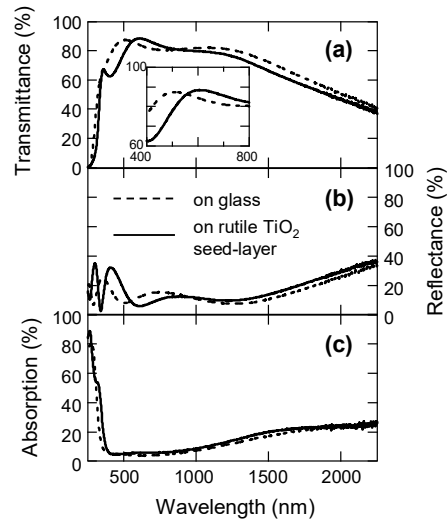 100
80
60
40
20
0
Transmittance (%)
(a)
100
60
400
600
800
100
80
60
40
20
0
Reflectance (%)
(b)
on glass
on rutile TiO₂
seed-layer
100
80
60
40
20
0
Absorption (%)
(c)
500
1000
1500
2000
Wavelength (nm)